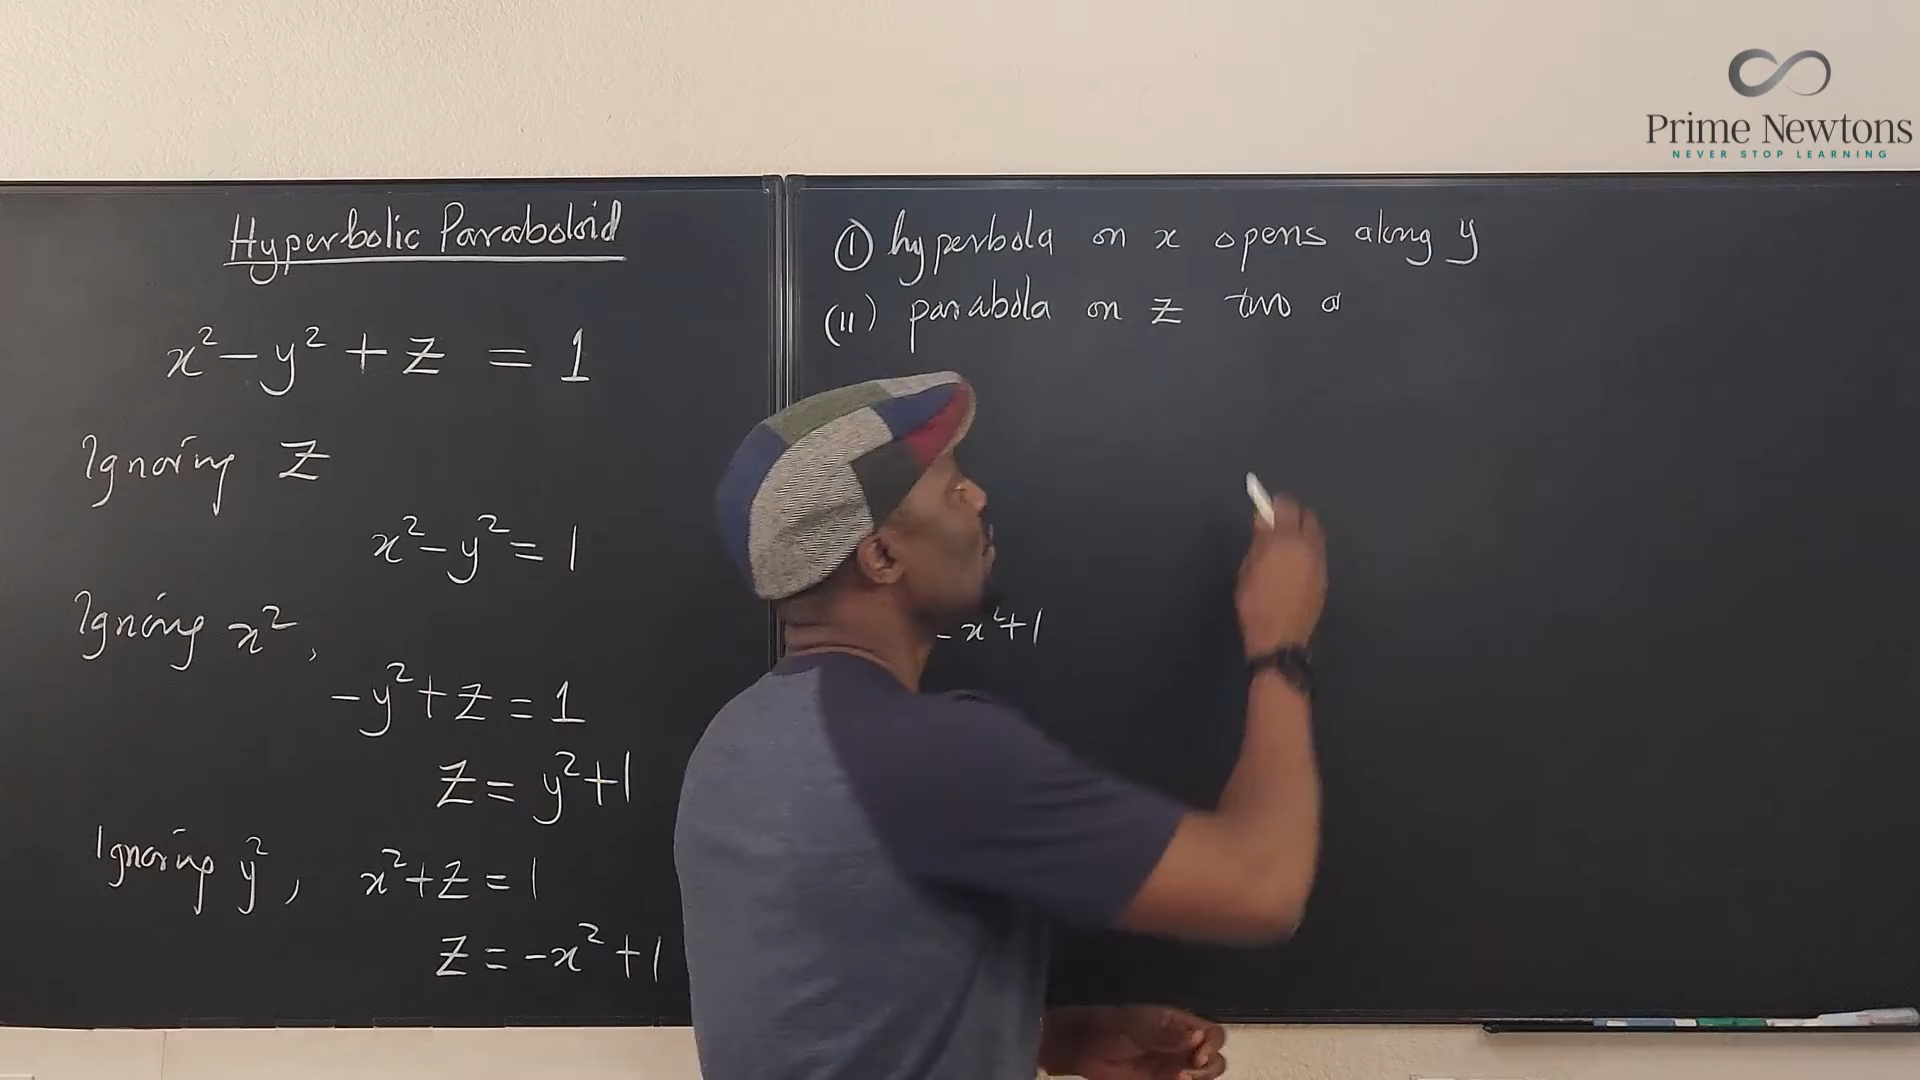 Prime Newtons
NEVER STOP LEARNING
Hyperbolic Paraboloid
x² - y² + z = 1
Ignoring z
x² - y² = 1
Ignoring x²,
-y² + z = 1
z = y² + 1
Ignoring y², x² + z = 1
z = -x² + 1
(I) hyperbola on x opens along y
(II) parabola on z two
-x² + 1